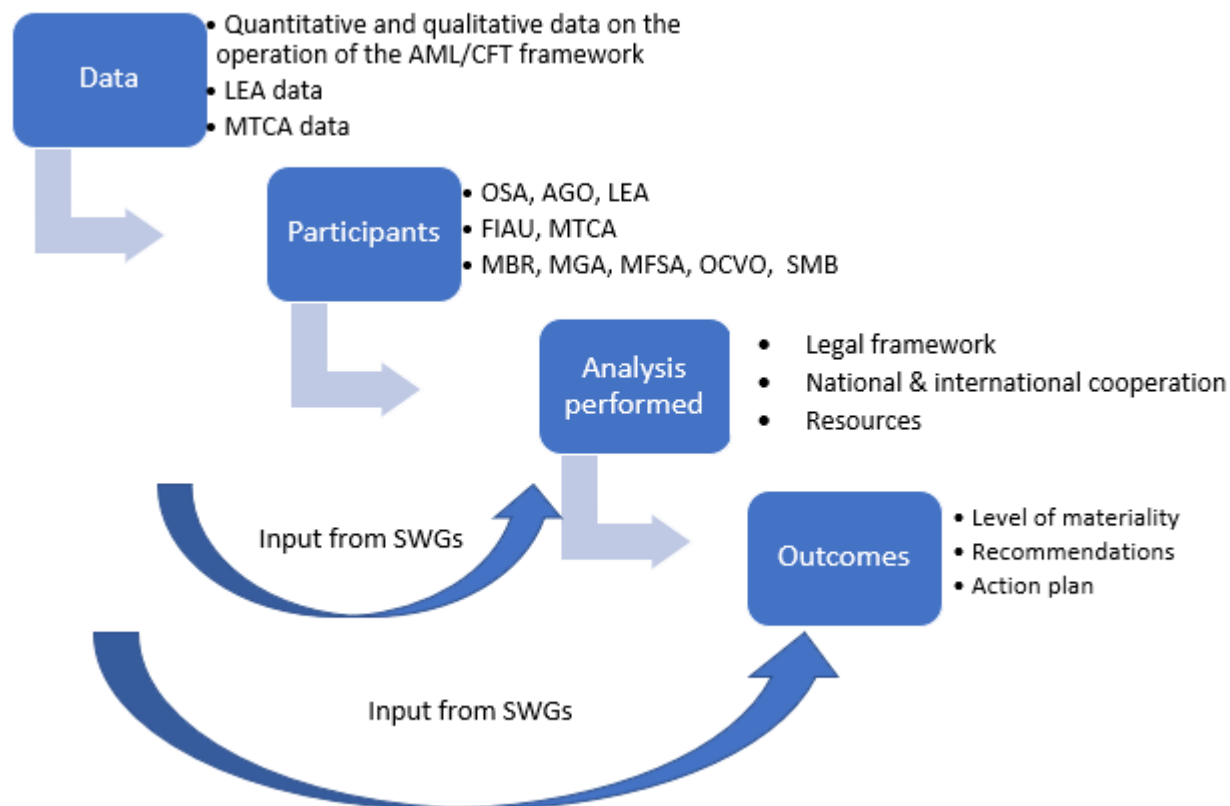 • Quantitative and qualitative data on the
operation of the AML/CFT framework
Data
• LEA data
• MTCA data
• OSA, AGO, LEA
Participants
• FIAU, MTCA
• MBR, MGA, MFSA, OCVO, SMB
Analysis
performed
• Legal framework
• National & international cooperation
• Resources
Input from SWGs
Outcomes
• Level of materiality
• Recommendations
• Action plan
Input from SWGs